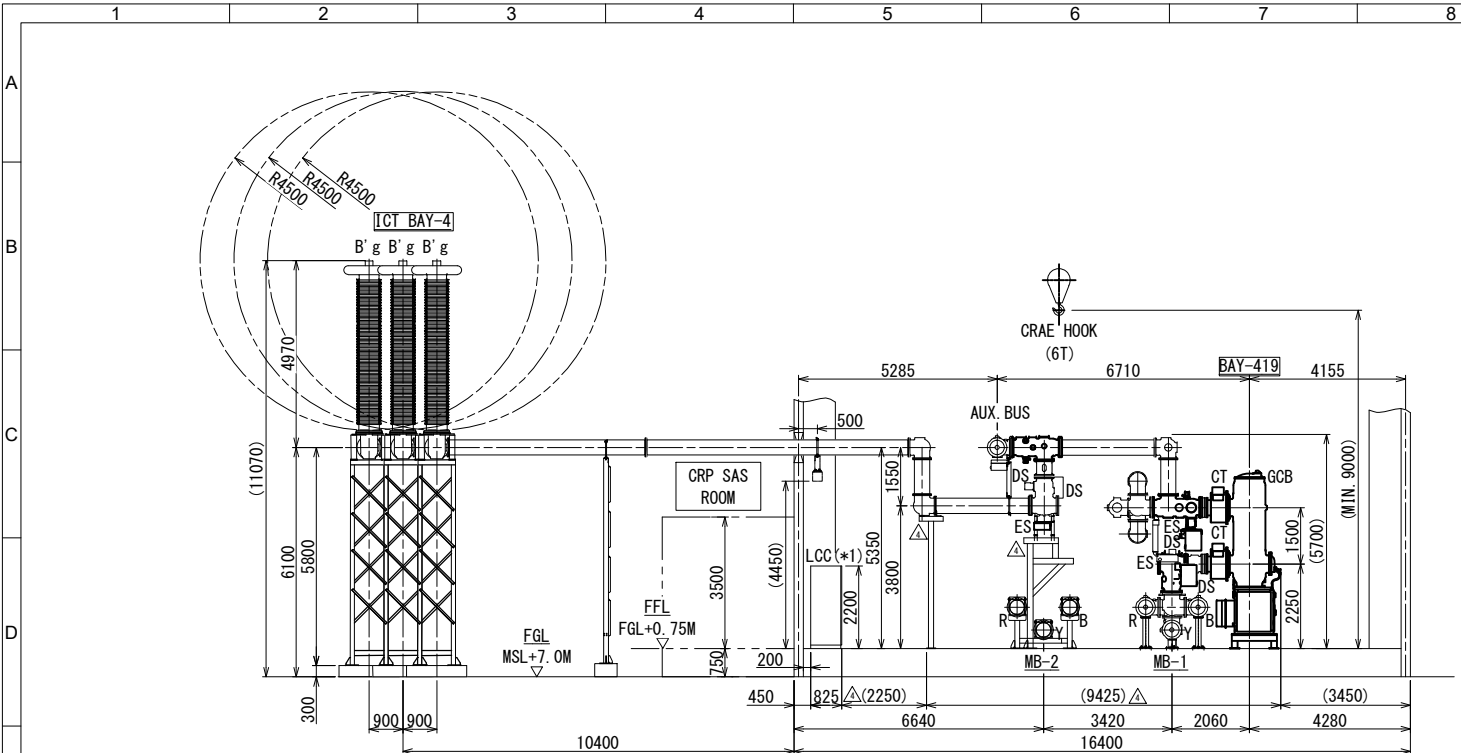 1 2 3 4 5 6 7 8
A
B
C
D
R4500
R4500
R4500
ICT BAY-4
B'g B'g B'g
4970
(11070)
6100
5800
300
900 900
10400
FGL
MSL+7.0M
FFL
FGL+0.75M
3500
750
CRP SAS
ROOM
500
(4450)
LCC(*1)
2200
200
450
825
4
(2250)
5350
1550
3800
4
5285
6710
4155
CRAE HOOK
(6T)
BAY-419
AUX.BUS
DS
DS
ES
4
R
Y
B
MB-2
CT
GCB
ES
DS
CT
ES
DS
R
Y
B
MB-1
1500
2250
(5700)
(MIN. 9000)
(9425)
4
(3450)
6640
3420
2060
4280
16400